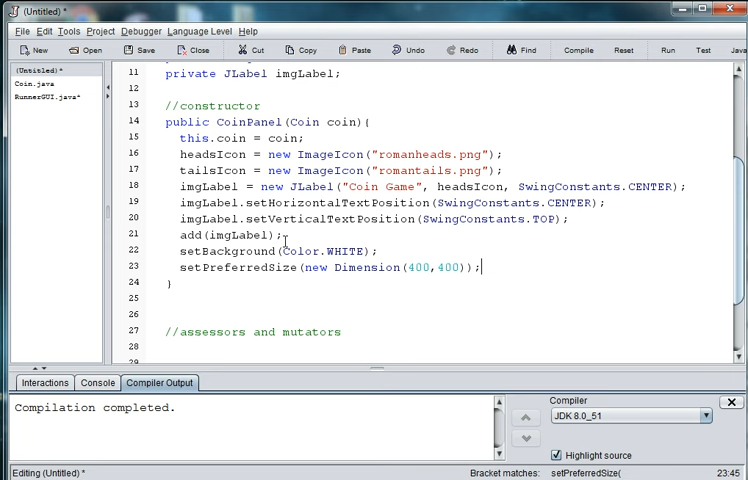 (Untitled) *
File Edit Tools Project Debugger Language Level Help
New Open Save Close Cut Copy Paste Undo Redo Find Compile Reset Run Test Java
(Untitled) *
Coin.java
RunnerGUI.java*
11 private JLabel imgLabel;
12
13 //constructor
14 public CoinPanel(Coin coin){
15 this.coin = coin;
16 headsIcon = new ImageIcon("romanheads.png");
17 tailsIcon = new ImageIcon("romantails.png");
18 imgLabel = new JLabel("Coin Game", headsIcon, SwingConstants.CENTER);
19 imgLabel.setHorizontalTextPosition(SwingConstants.CENTER);
20 imgLabel.setVerticalTextPosition(SwingConstants.TOP);
21 add(imgLabel);
22 setBackground(Color.WHITE);
23 setPreferredSize(new Dimension(400,400));
24 }
25
26
27 //assessors and mutators
28
29
Interactions Console Compiler Output
Compilation completed.
Compiler
JDK 8.0_51
Highlight source
Editing (Untitled) * Bracket matches: setPreferredSize( 23:45